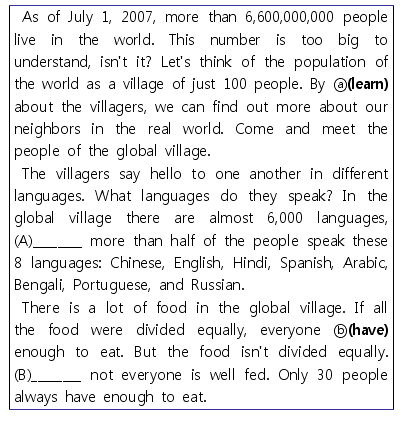 As of July 1, 2007, more than 6,600,000,000 people
live in the world. This number is too big to
understand, isn't it? Let's think of the population of
the world as a village of just 100 people. By ⓐ(learn)
about the villagers, we can find out more about our
neighbors in the real world. Come and meet the
people of the global village.
The villagers say hello to one another in different
languages. What languages do they speak? In the
global village there are almost 6,000 languages,
(A)______ more than half of the people speak these
8 languages: Chinese, English, Hindi, Spanish, Arabic,
Bengali, Portuguese, and Russian.
There is a lot of food in the global village. If all
the food were divided equally, everyone ⓑ(have)
enough to eat. But the food isn't divided equally.
(B)______ not everyone is well fed. Only 30 people
always have enough to eat.